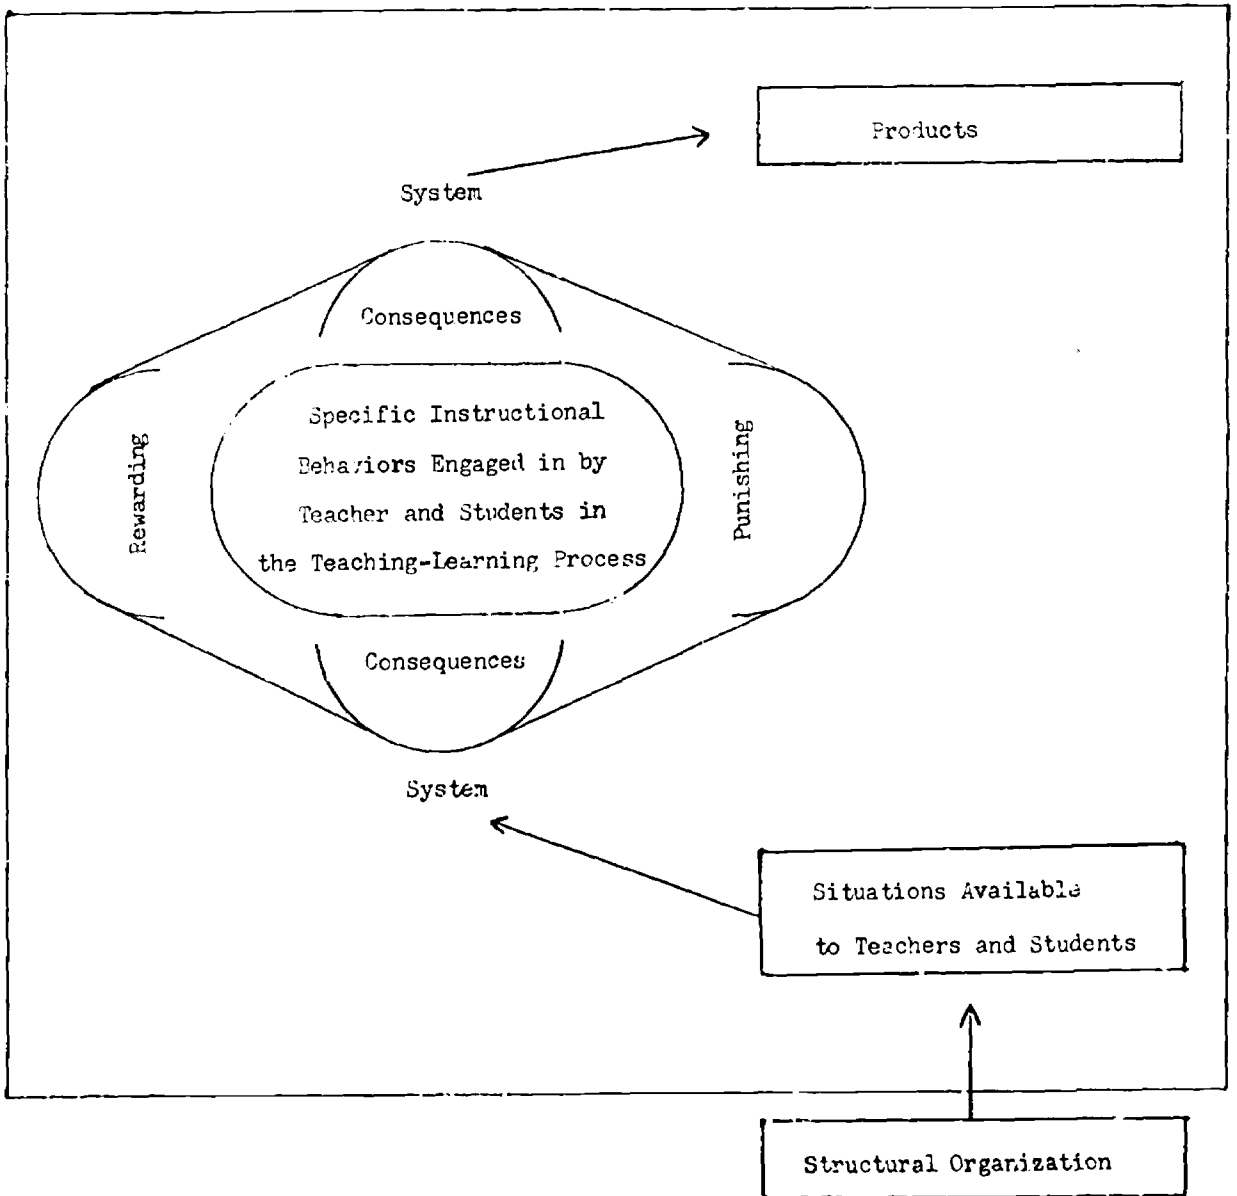 Products
System
Consequences
Rewarding
Specific Instructional
Behaviors Engaged in by
Teacher and Students in
the Teaching-Learning Process
Punishing
Consequences
System
Situations Available
to Teachers and Students
Structural Organization